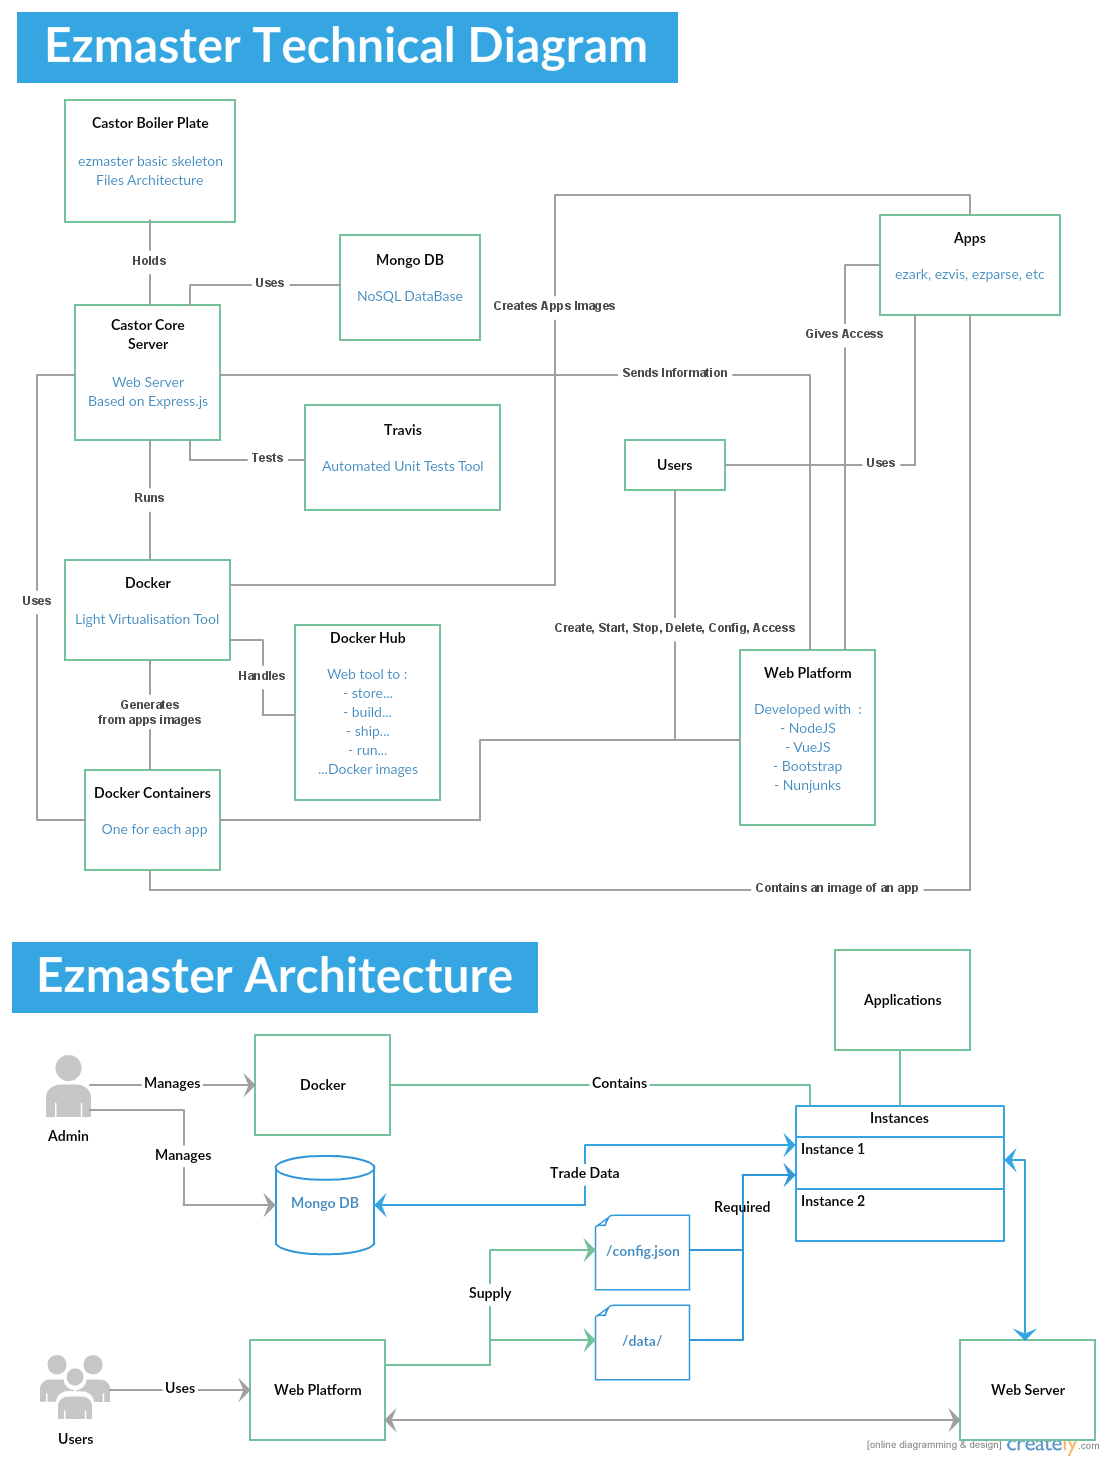 Ezmaster Technical Diagram
Castor Boiler Plate
ezmaster basic skeleton
Files Architecture
Holds
Mongo DB
NoSQL DataBase
Uses
Apps
ezark, ezvis, ezparse, etc
Creates Apps Images
Gives Access
Castor Core
Server
Web Server
Based on Express.js
Sends Information
Travis
Automated Unit Tests Tool
Tests
Users
Uses
Runs
Docker
Light Virtualisation Tool
Uses
Create, Start, Stop, Delete, Config, Access
Docker Hub
Web tool to :
- store...
- build...
- ship...
- run...
...Docker images
Handles
Web Platform
Developed with :
- NodeJS
- VueJS
- Bootstrap
- Nunjunks
Generates
from apps images
Docker Containers
One for each app
Contains an image of an app
Ezmaster Architecture
Applications
Admin
Manages
Docker
Contains
Instances
Instance 1
Instance 2
Manages
Mongo DB
Trade Data
Required
/config.json
Supply
/data/
Users
Uses
Web Platform
Web Server
[online diagramming & design] creately.com